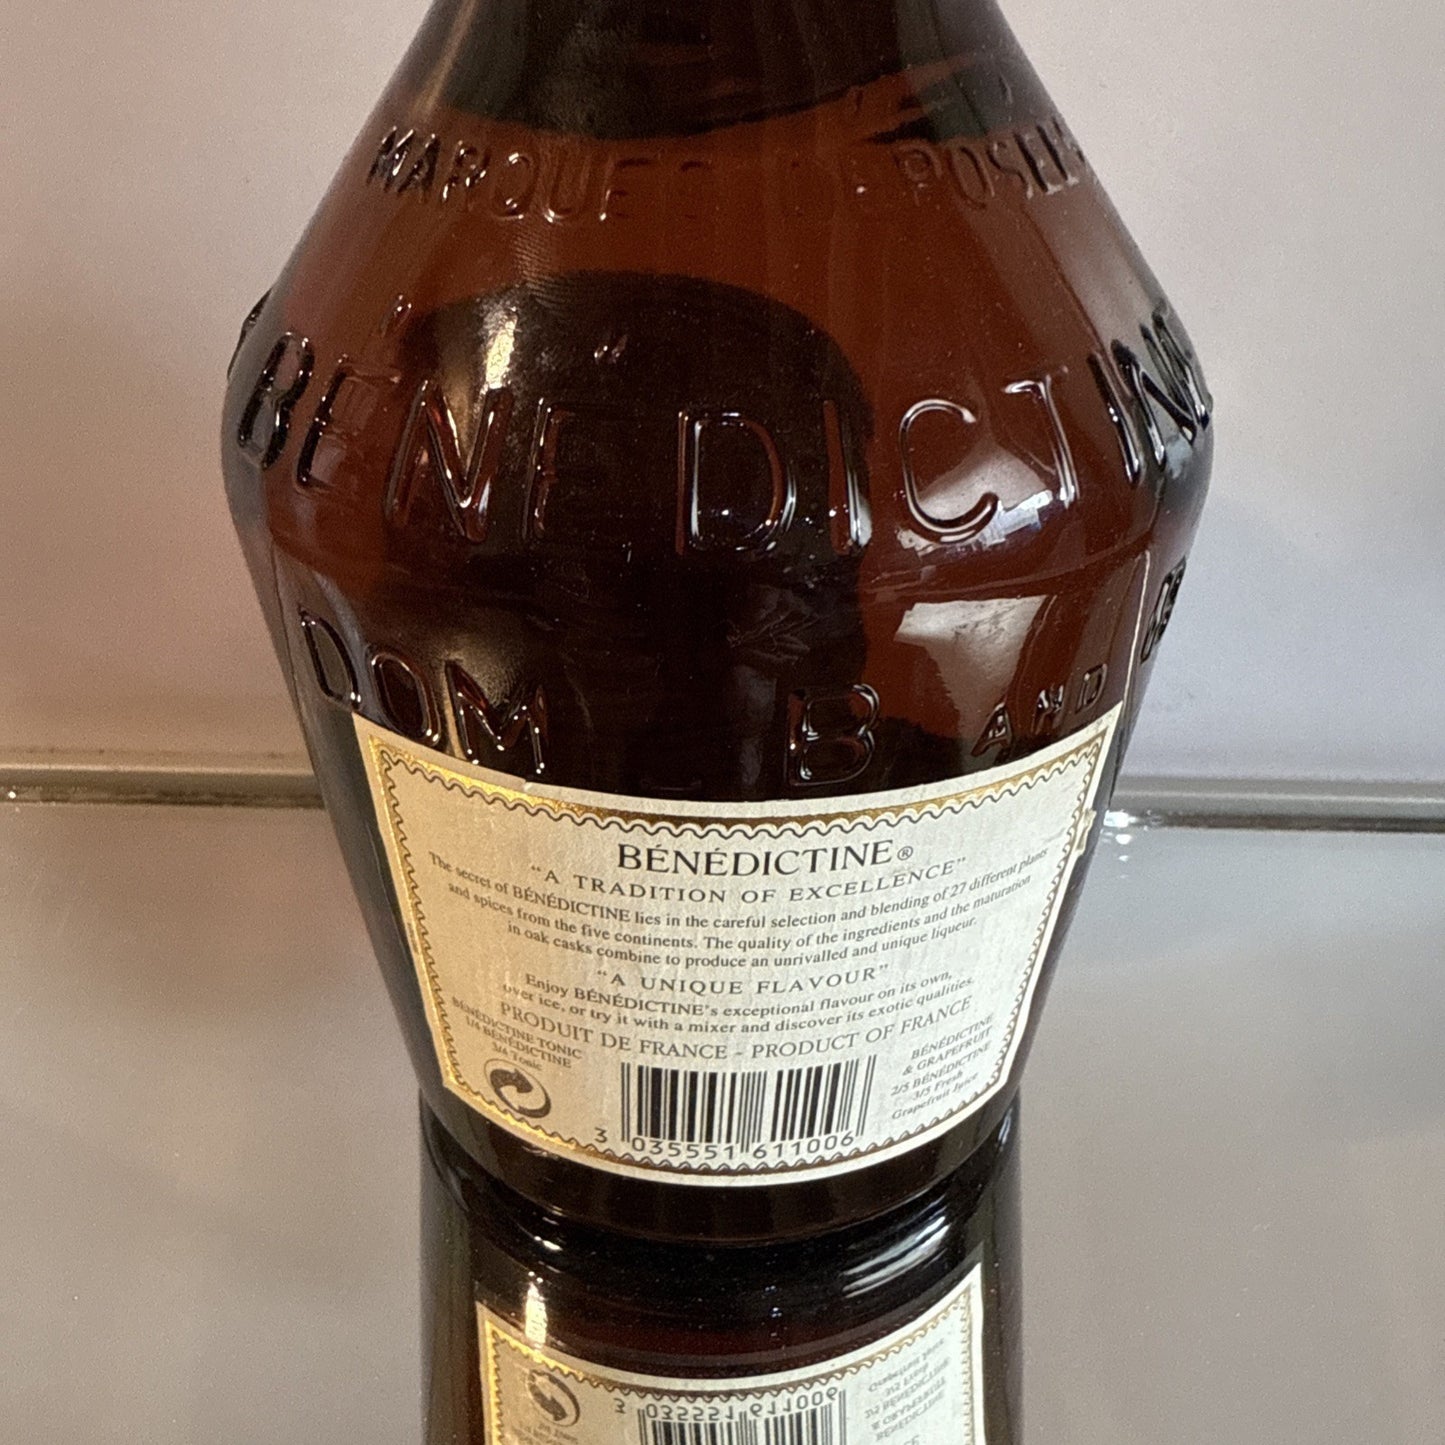 MARQUES DEPOSEES
BÉNÉDICTINE
DOM B AND
BÉNÉDICTINE®
"A TRADITION OF EXCELLENCE"
The secret of BÉNÉDICTINE lies in the careful selection and blending of 27 different plants
and spices from the five continents. The quality of the ingredients and the maturation
in oak casks combine to produce an unrivalled and unique liqueur.
"A UNIQUE FLAVOUR"
Enjoy BÉNÉDICTINE's exceptional flavour on its own,
over ice, or try it with a mixer and discover its exotic qualities.
PRODUIT DE FRANCE - PRODUCT OF FRANCE
BÉNÉDICTINE TONIC
1/4 BÉNÉDICTINE
3/4 Tonic
BÉNÉDICTINE
& GRAPEFRUIT
2/5 BÉNÉDICTINE
3/5 Fresh
Grapefruit Juice
3 035551 611006